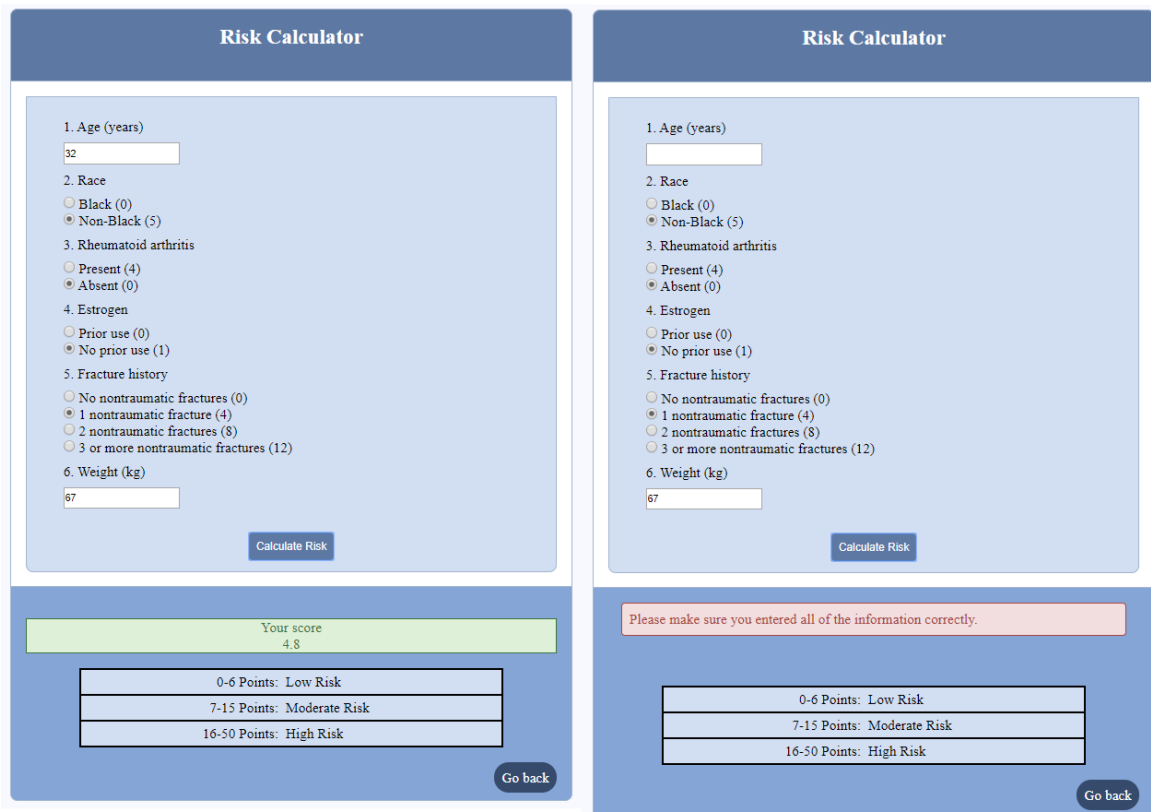 Risk Calculator
1. Age (years)
32
2. Race
Black (0)
Non-Black (5)
3. Rheumatoid arthritis
Present (4)
Absent (0)
4. Estrogen
Prior use (0)
No prior use (1)
5. Fracture history
No nontraumatic fractures (0)
1 nontraumatic fracture (4)
2 nontraumatic fractures (8)
3 or more nontraumatic fractures (12)
6. Weight (kg)
67
Calculate Risk
Your score
4.8
0-6 Points: Low Risk
7-15 Points: Moderate Risk
16-50 Points: High Risk
Go back
Risk Calculator
1. Age (years)
2. Race
Black (0)
Non-Black (5)
3. Rheumatoid arthritis
Present (4)
Absent (0)
4. Estrogen
Prior use (0)
No prior use (1)
5. Fracture history
No nontraumatic fractures (0)
1 nontraumatic fracture (4)
2 nontraumatic fractures (8)
3 or more nontraumatic fractures (12)
6. Weight (kg)
67
Calculate Risk
Please make sure you entered all of the information correctly.
0-6 Points: Low Risk
7-15 Points: Moderate Risk
16-50 Points: High Risk
Go back